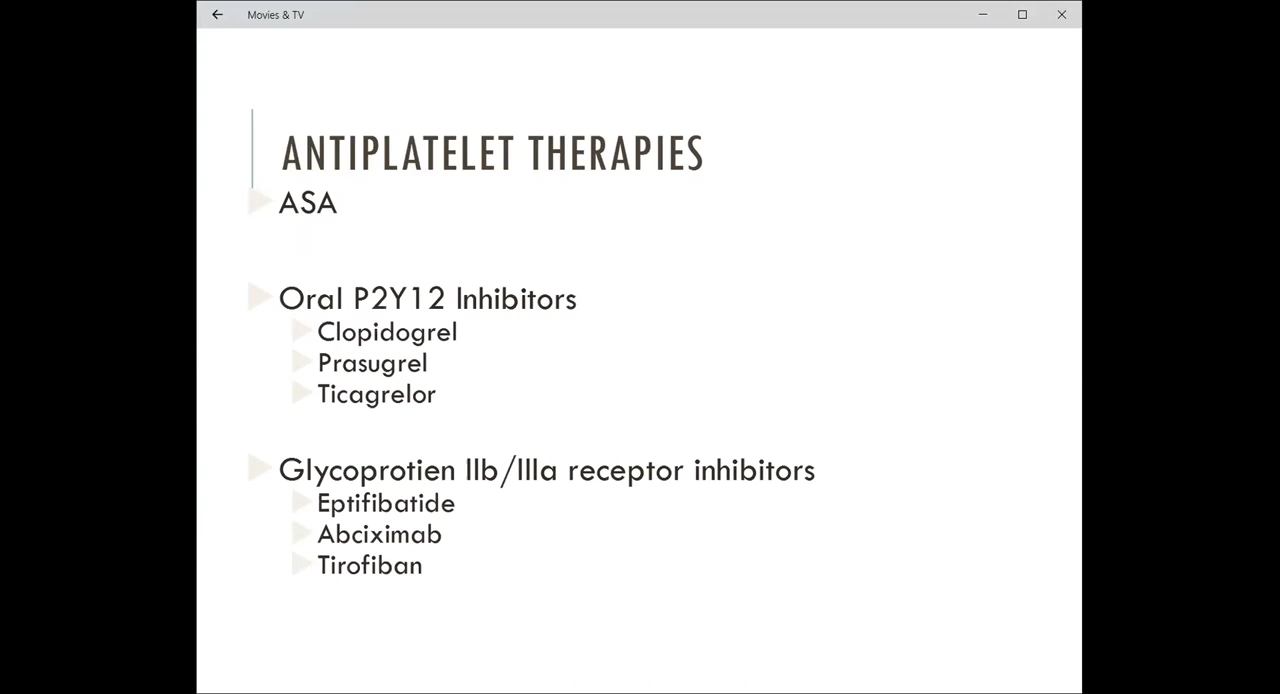 Movies & TV
ANTIPLATELET THERAPIES
ASA
Oral P2Y12 Inhibitors
Clopidogrel
Prasugrel
Ticagrelor
Glycoprotien IIb/IIIa receptor inhibitors
Eptifibatide
Abciximab
Tirofiban